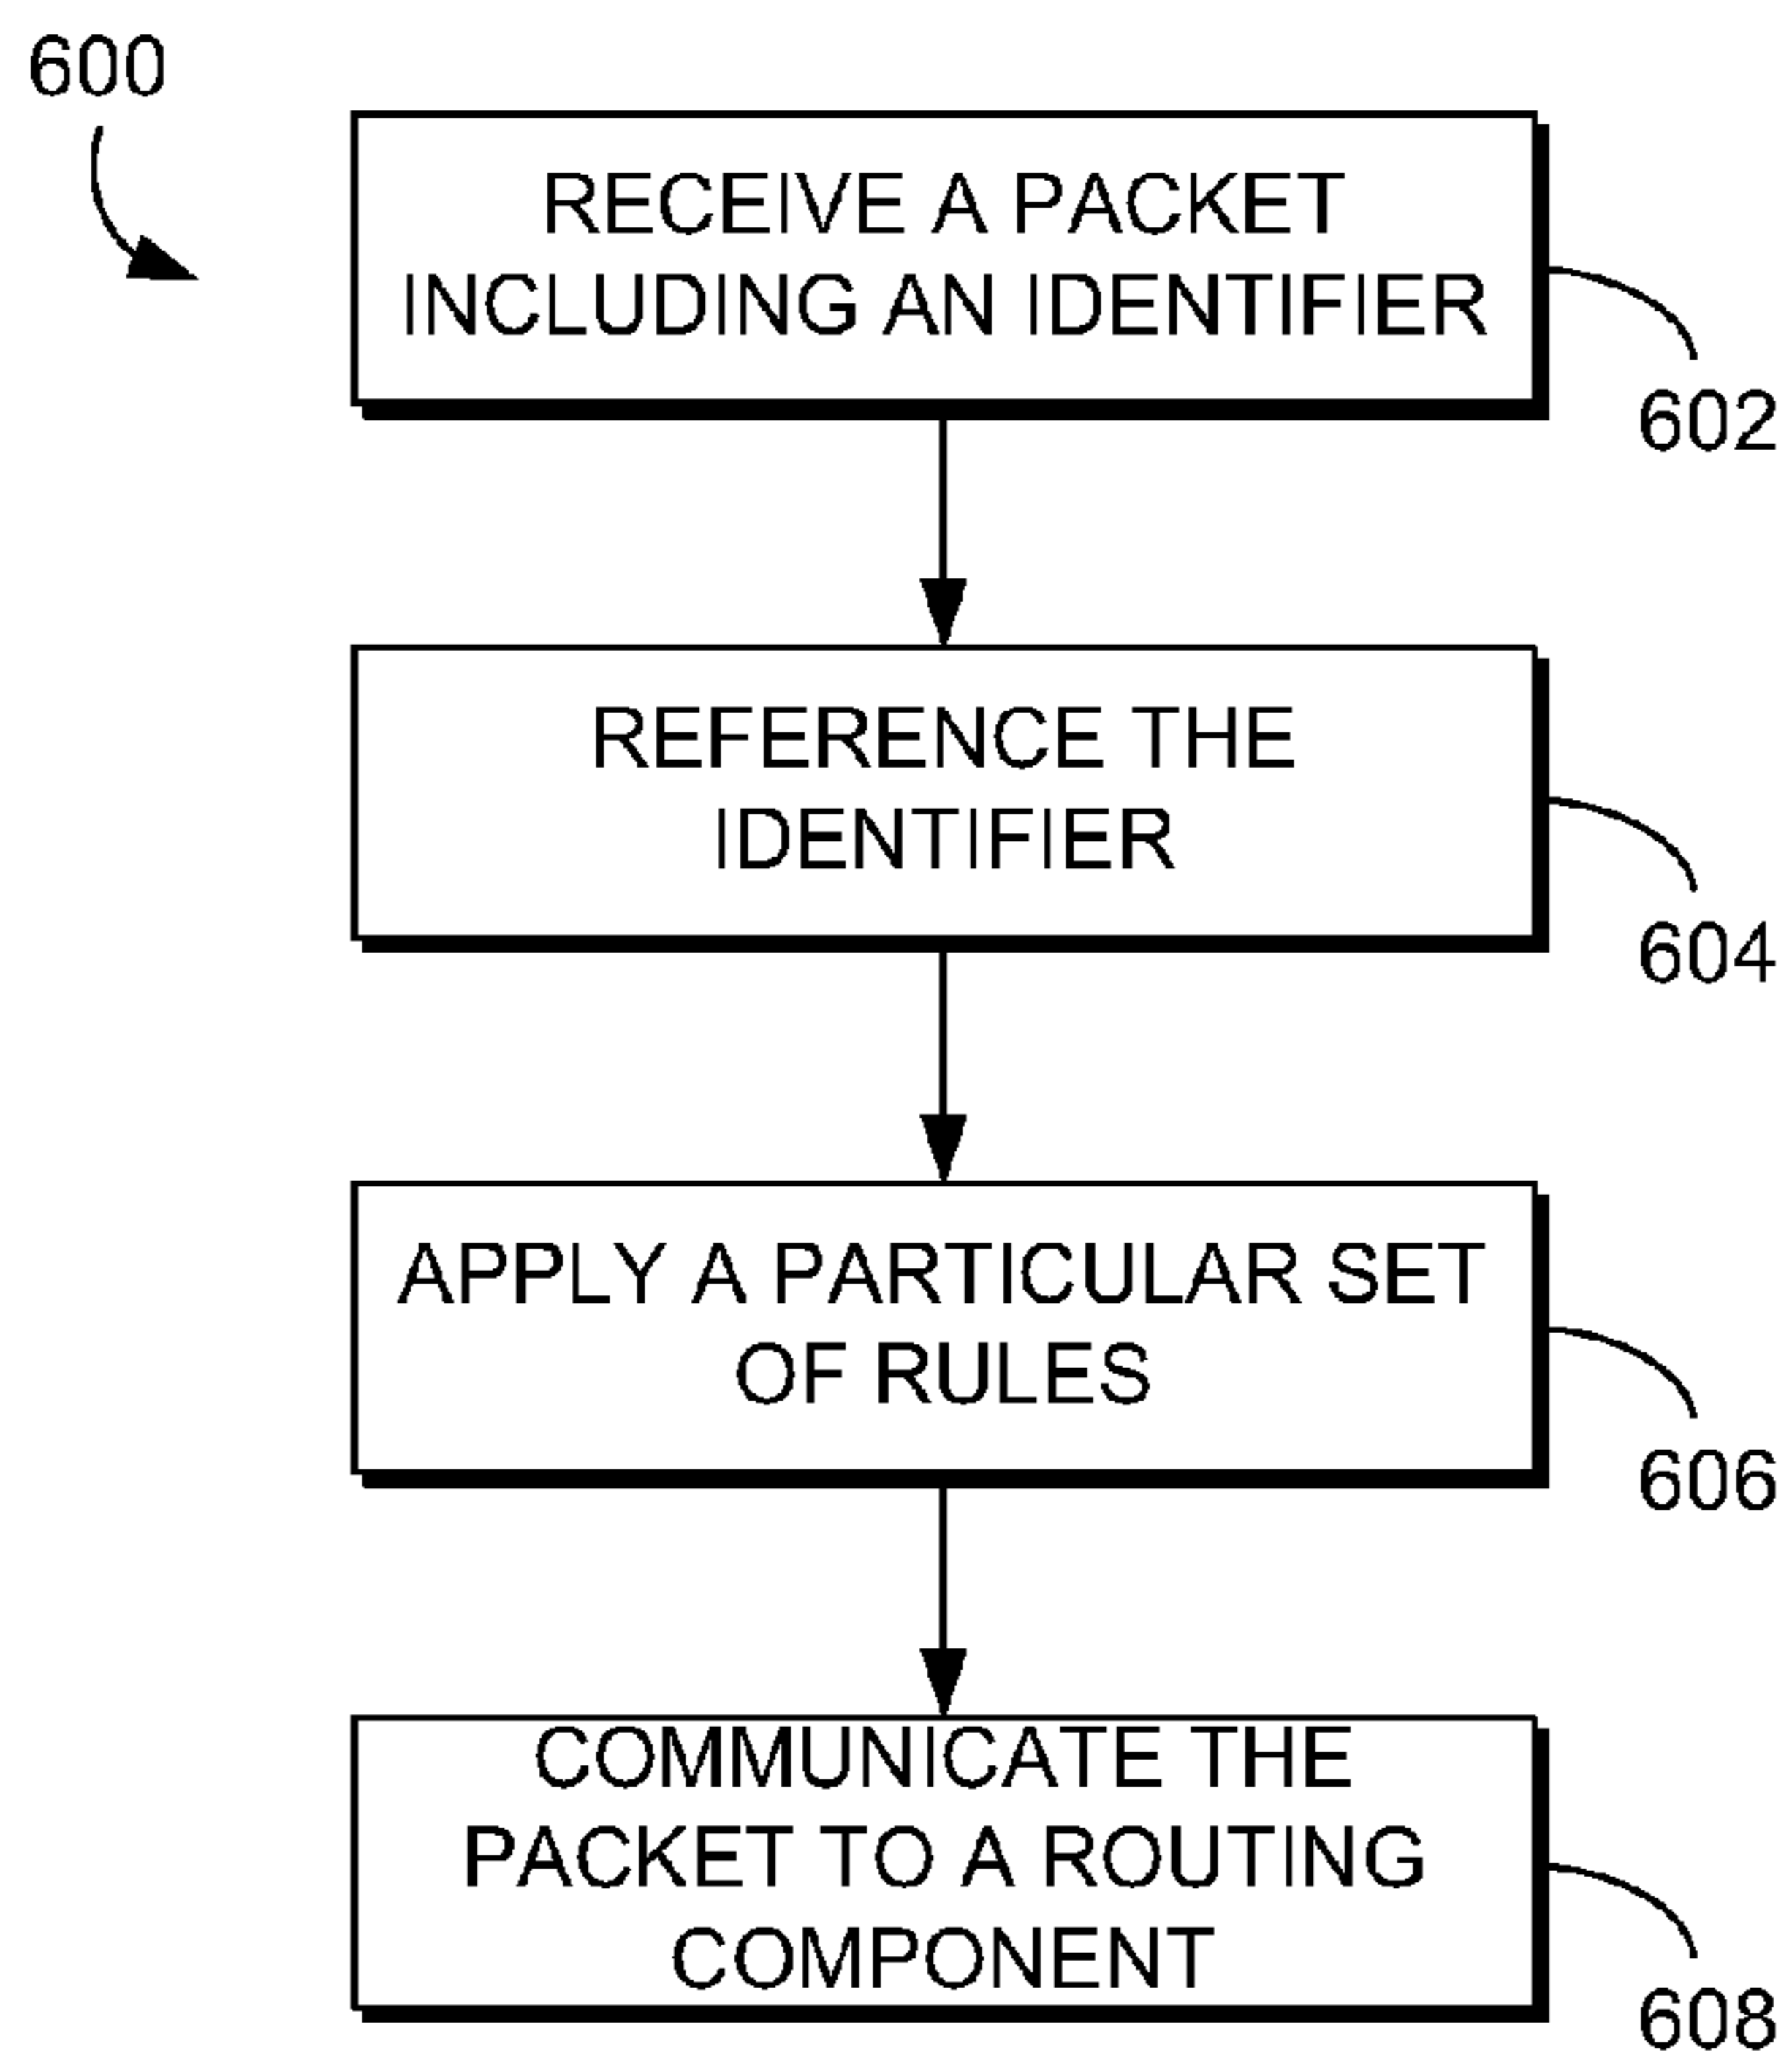 600
RECEIVE A PACKET
INCLUDING AN IDENTIFIER
602
REFERENCE THE
IDENTIFIER
604
APPLY A PARTICULAR SET
OF RULES
606
COMMUNICATE THE
PACKET TO A ROUTING
COMPONENT
608